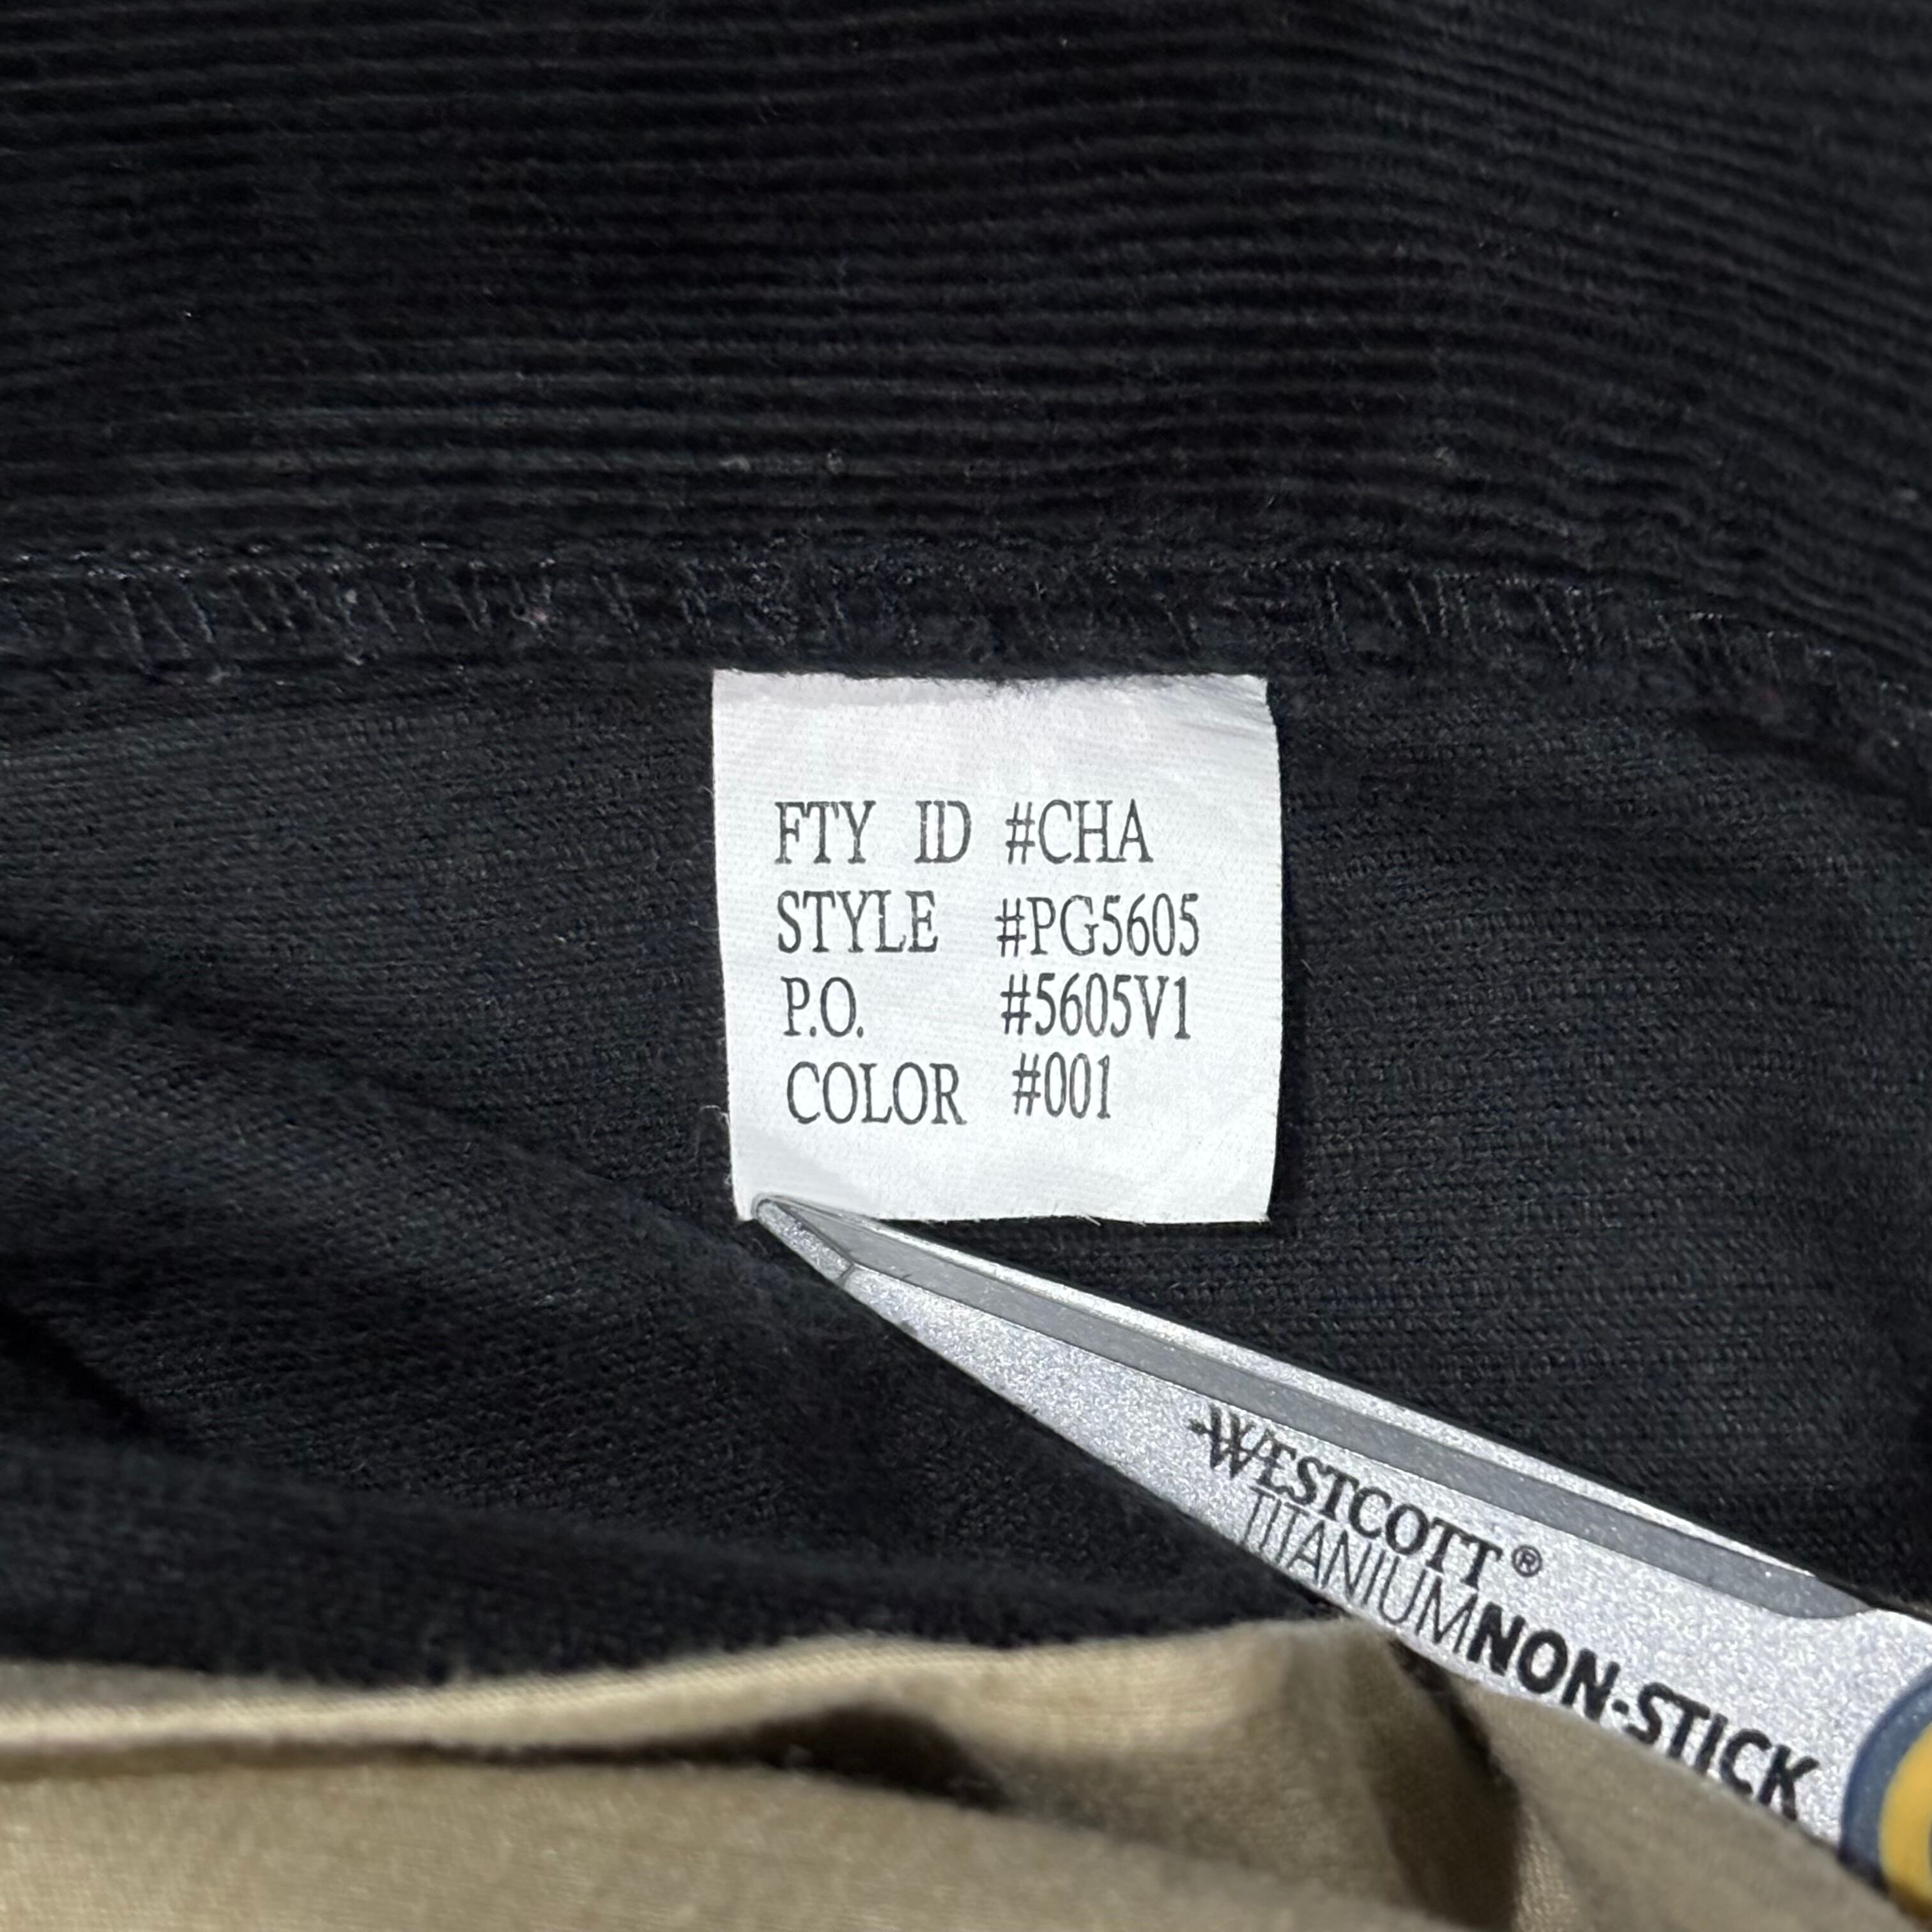 FTY ID #CHA
STYLE #PG5605
P.O. #5605V1
COLOR #001
WESTCOTT®
TITANIUMNON-STICK